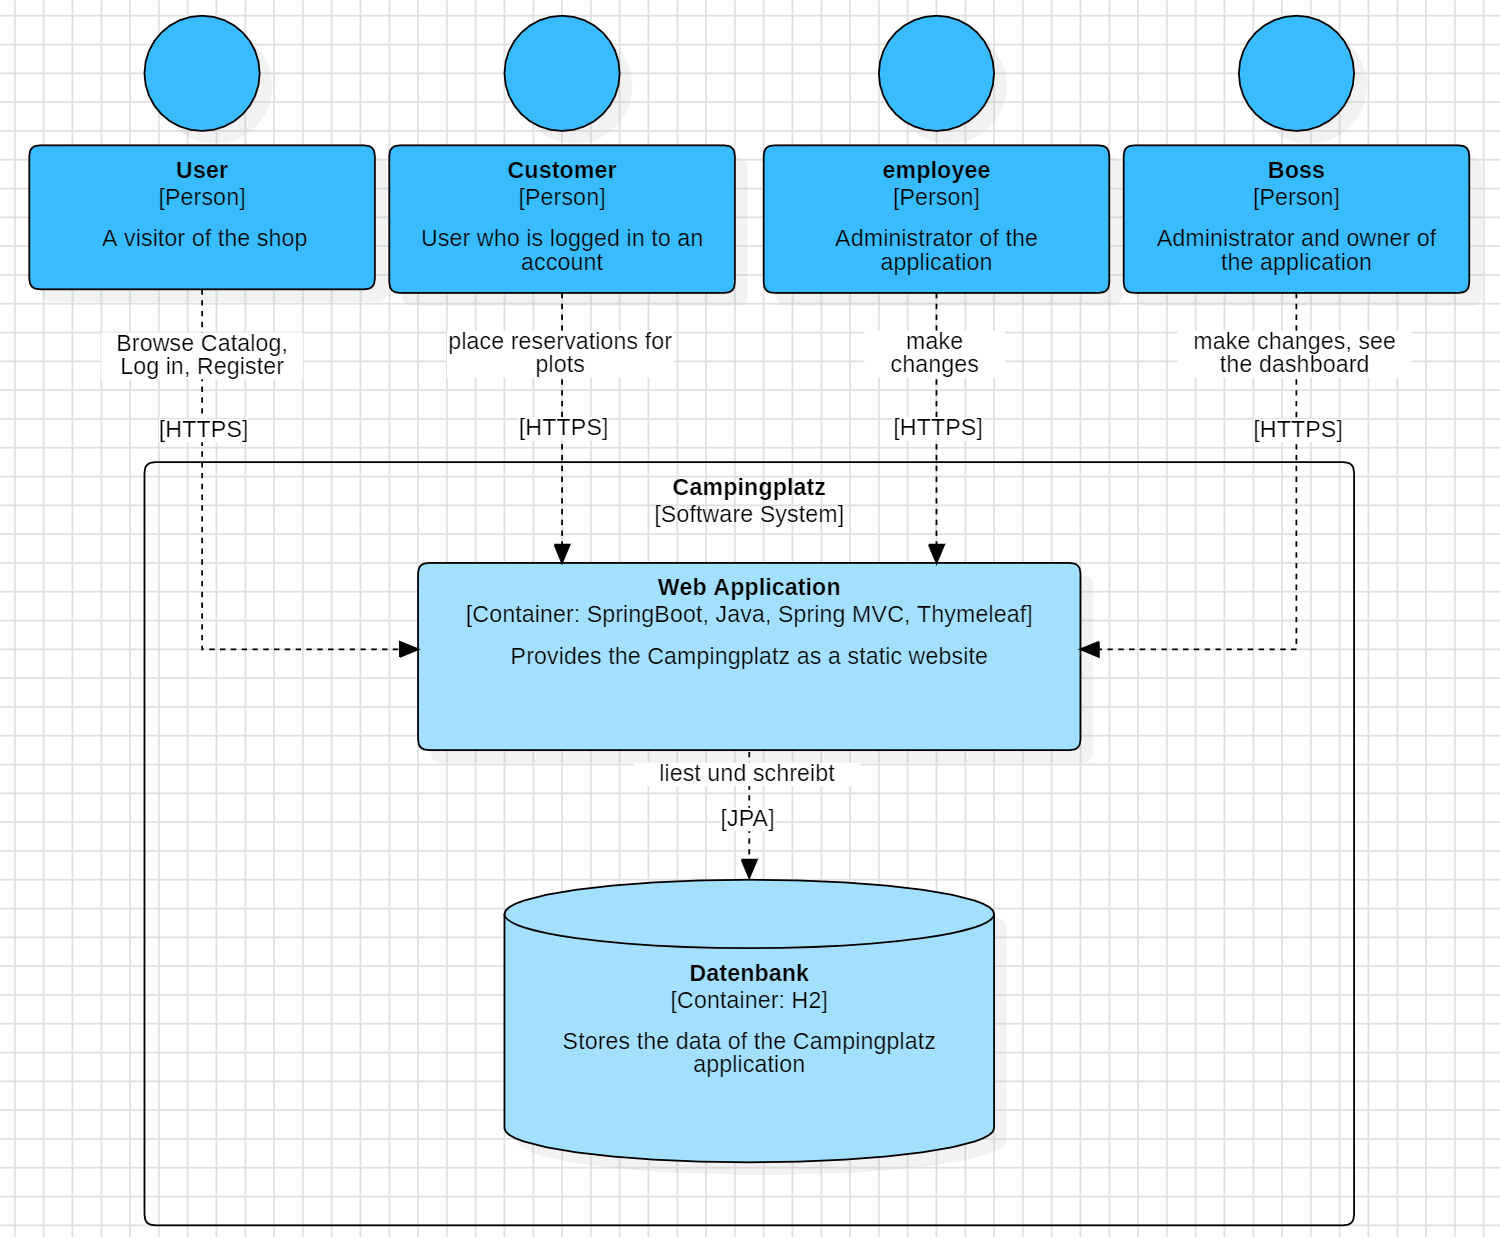 User
[Person]
A visitor of the shop
Customer
[Person]
User who is logged in to an
account
employee
[Person]
Administrator of the
application
Boss
[Person]
Administrator and owner of
the application
Browse Catalog,
Log in, Register
[HTTPS]
place reservations for
plots
[HTTPS]
make
changes
[HTTPS]
make changes, see
the dashboard
[HTTPS]
Campingplatz
[Software System]
Web Application
[Container: SpringBoot, Java, Spring MVC, Thymeleaf]
Provides the Campingplatz as a static website
liest und schreibt
[JPA]
Datenbank
[Container: H2]
Stores the data of the Campingplatz
application